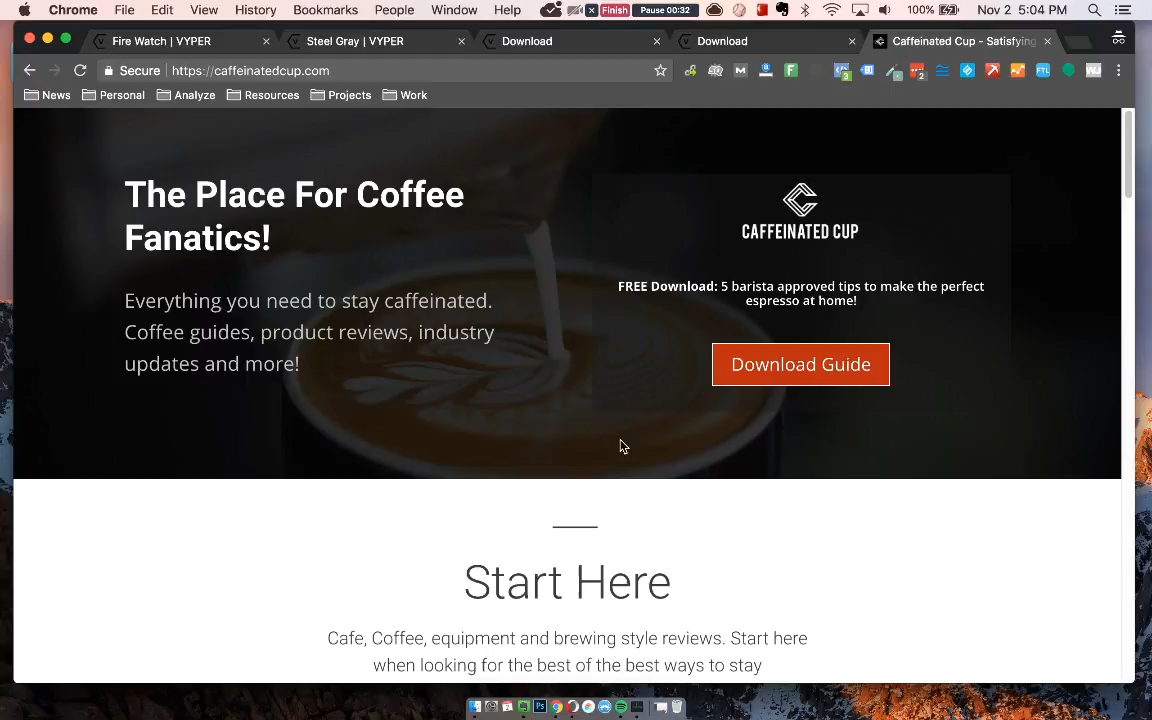 Chrome File Edit View History Bookmarks People Window Help Finish Pause 00:32 100% Nov 2 5:04 PM
Fire Watch | VYPER Steel Gray | VYPER Download Download Caffeinated Cup - Satisfying
Secure https://caffeinatedcup.com
News Personal Analyze Resources Projects Work
The Place For Coffee
Fanatics!
Everything you need to stay caffeinated.
Coffee guides, product reviews, industry
updates and more!
CAFFEINATED CUP
FREE Download: 5 barista approved tips to make the perfect
espresso at home!
Download Guide
Start Here
Cafe, Coffee, equipment and brewing style reviews. Start here
when looking for the best of the best ways to stay